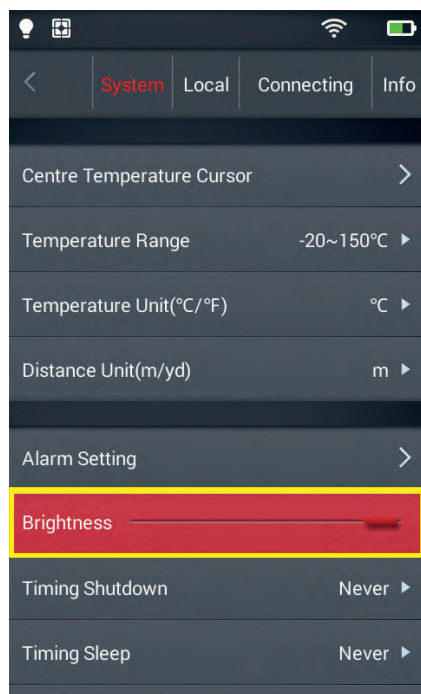 System Local Connecting Info
Centre Temperature Cursor
Temperature Range -20~150°C
Temperature Unit(°C/°F) °C
Distance Unit(m/yd) m
Alarm Setting
Brightness
Timing Shutdown Never
Timing Sleep Never